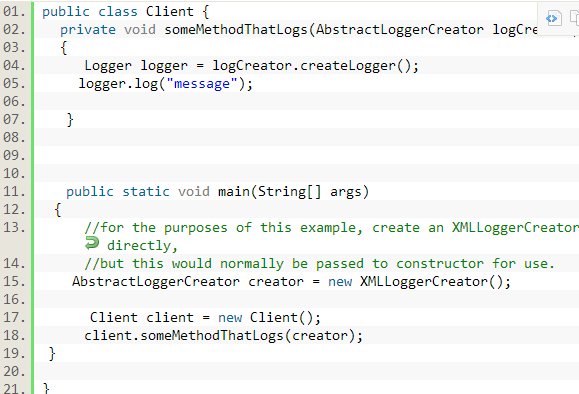 01. public class Client {
02. private void someMethodThatLogs(AbstractLoggerCreator logCre
03. {
04. Logger logger = logCreator.createLogger();
05. logger.log("message");
06.
07. }
08.
09.
10.
11. public static void main(String[] args)
12. {
13. //for the purposes of this example, create an XMLLoggerCreator
directly,
14. //but this would normally be passed to constructor for use.
15. AbstractLoggerCreator creator = new XMLLoggerCreator();
16.
17. Client client = new Client();
18. client.someMethodThatLogs(creator);
19. }
20.
21. }